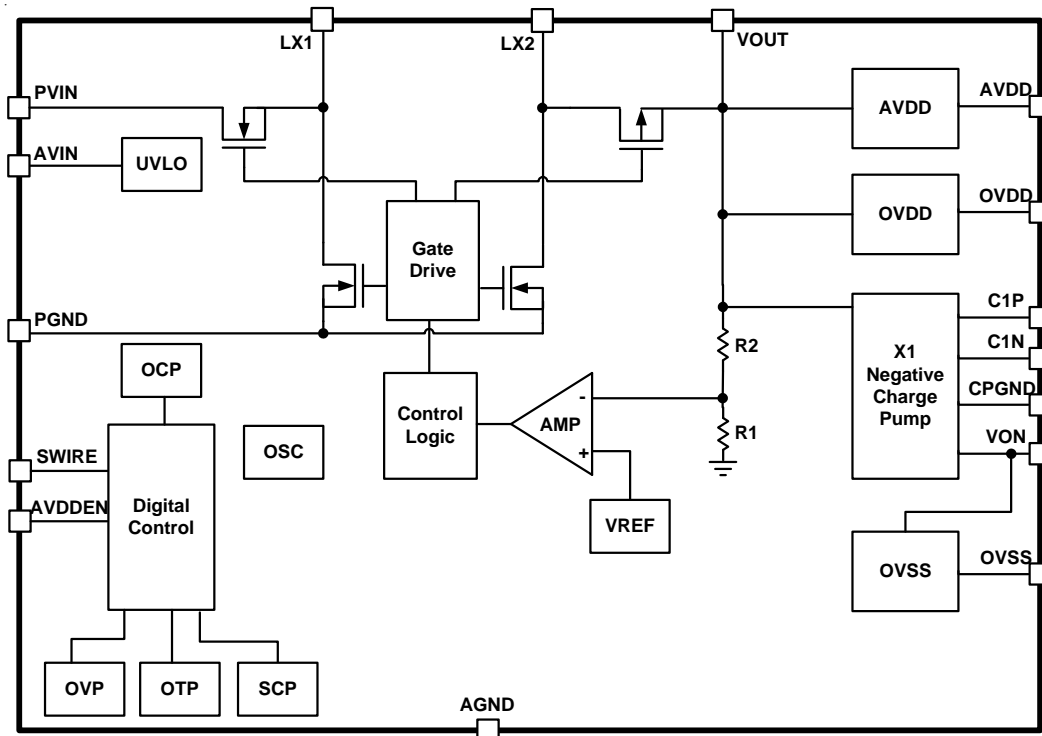 LX1
LX2
VOUT
PVIN
AVDD
AVDD
AVIN
UVLO
OVDD
OVDD
Gate
Drive
PGND
C1P
C1N
CPGND
VON
X1
Negative
Charge
Pump
R2
R1
OCP
Control
Logic
AMP
-
+
OSC
VREF
SWIRE
AVDDEN
Digital
Control
OVSS
OVSS
OVP
OTP
SCP
AGND